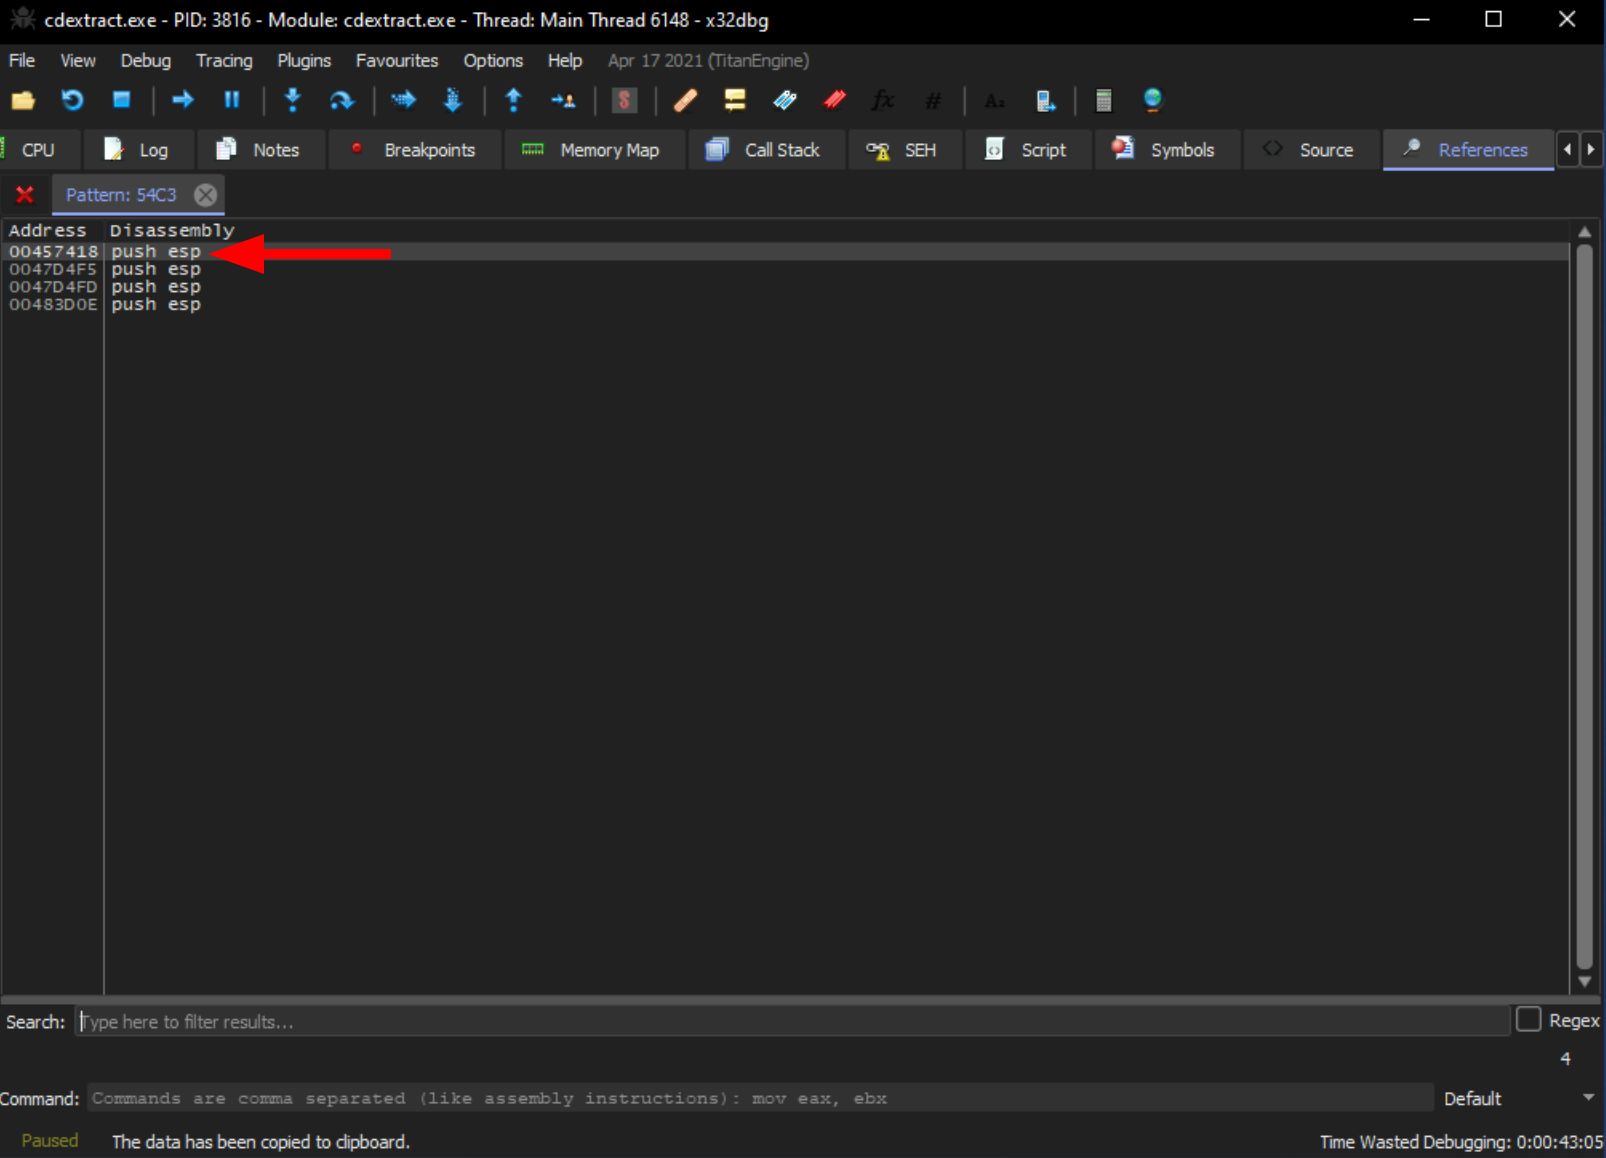 cdextract.exe - PID: 3816 - Module: cdextract.exe - Thread: Main Thread 6148 - x32dbg
File View Debug Tracing Plugins Favourites Options Help Apr 17 2021 (TitanEngine)
CPU Log Notes Breakpoints Memory Map Call Stack SEH Script Symbols Source References
Pattern: 54C3
Address Disassembly
00457418 push esp
0047D4F5 push esp
0047D4FD push esp
00483D0E push esp
Search: Type here to filter results... Regex
4
Command: Commands are comma separated (like assembly instructions): mov eax, ebx Default
Paused The data has been copied to clipboard. Time Wasted Debugging: 0:00:43:05